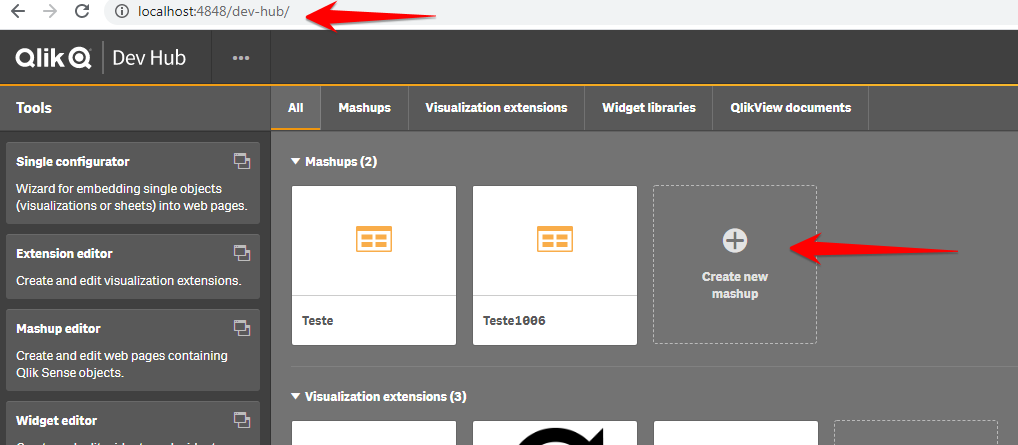 localhost:4848/dev-hub/
Qlik Dev Hub
Tools
All Mashups Visualization extensions Widget libraries QlikView documents
Single configurator
Wizard for embedding single objects
(visualizations or sheets) into web pages.
Extension editor
Create and edit visualization extensions.
Mashup editor
Create and edit web pages containing
Qlik Sense objects.
Widget editor
Mashups (2)
Teste
Teste1006
Create new
mashup
Visualization extensions (3)